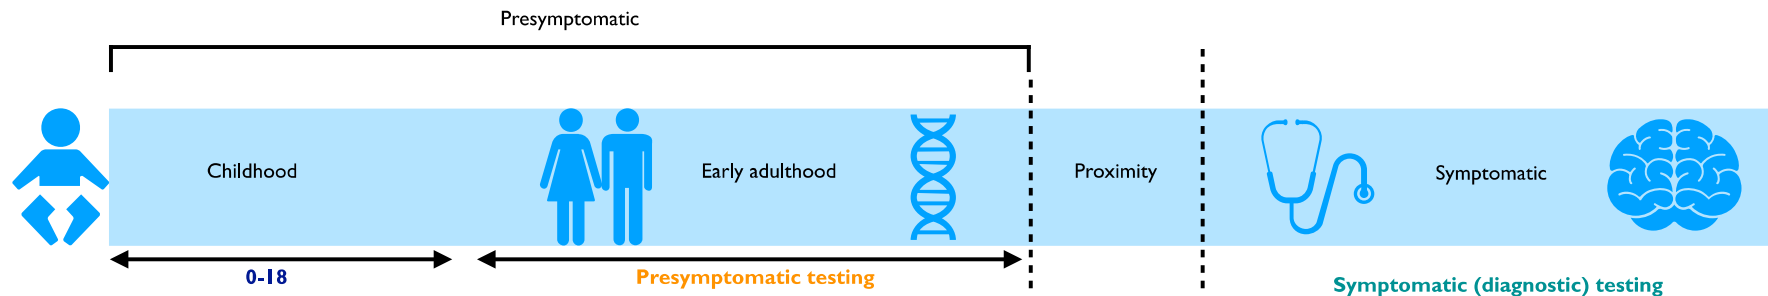 Presymptomatic
Childhood
Early adulthood
Proximity
Symptomatic
0-18
Presymptomatic testing
Symptomatic (diagnostic) testing